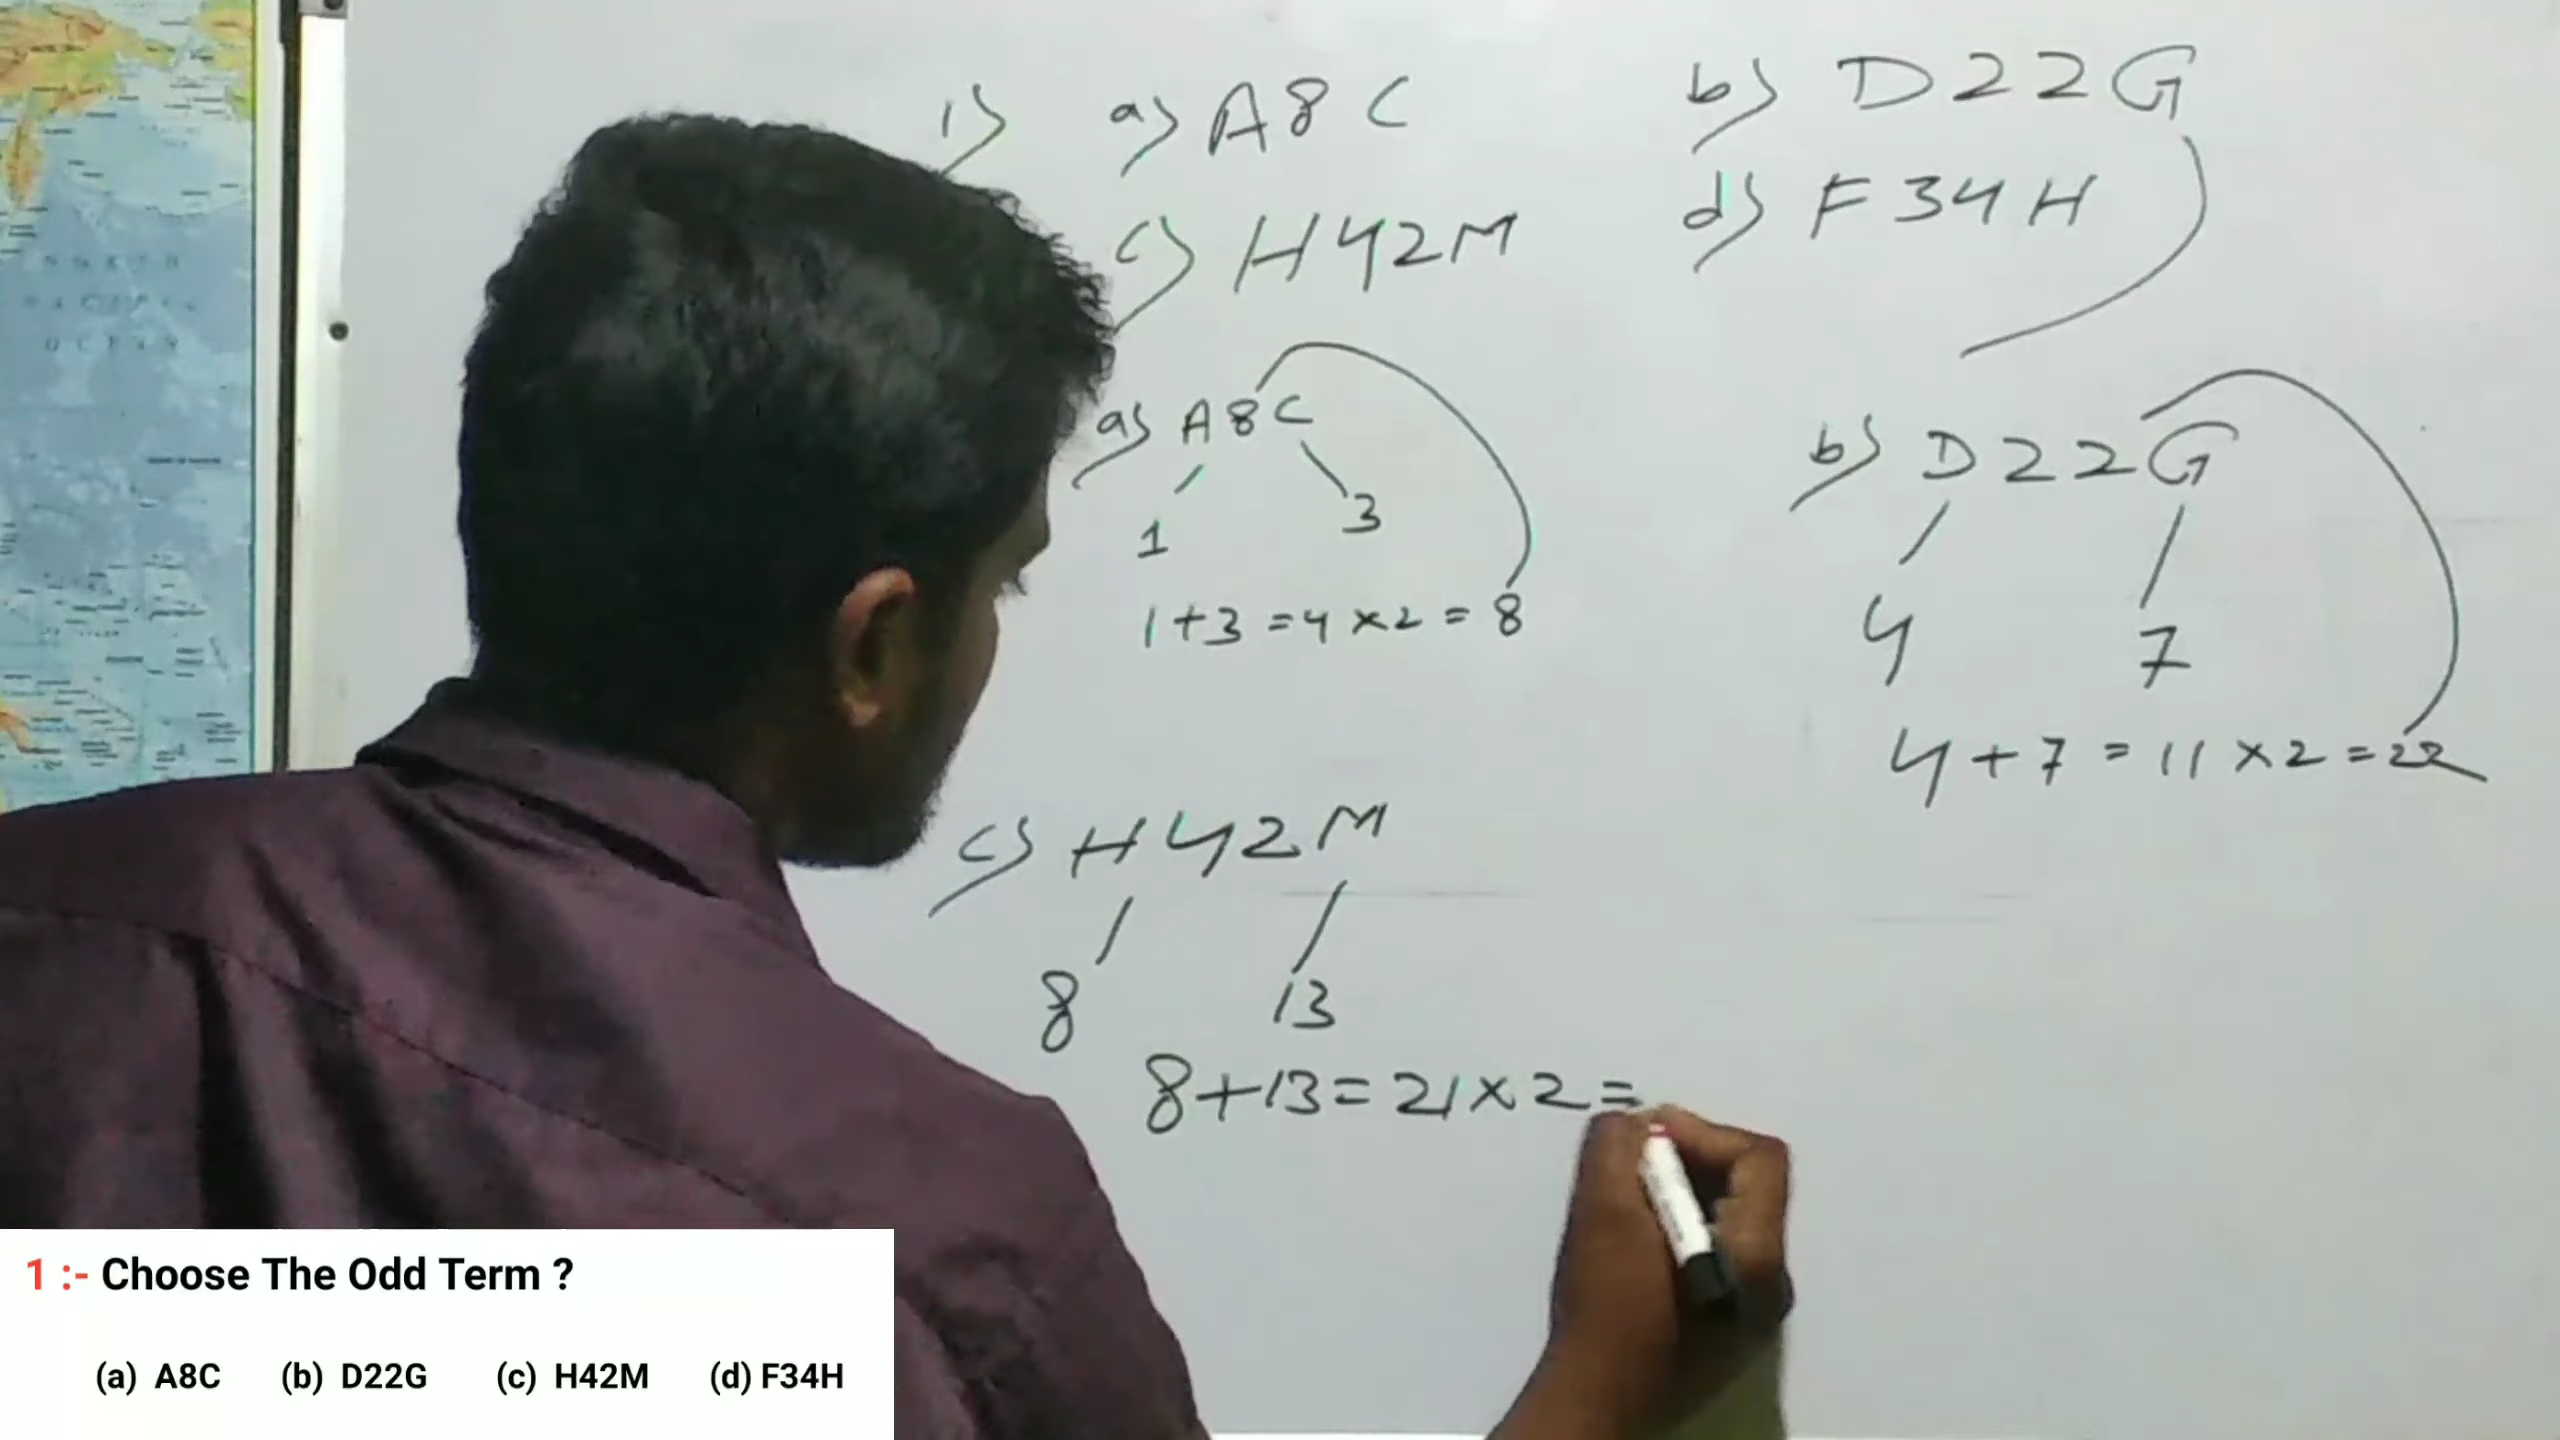 1) a) A8C b) D22G
c) H42M d) F34H
a) A8C b) D22G
1 3 4 7
1+3=4×2=8
4+7=11×2=22
c) H42M
8 13
8+13=21×2=
1 :- Choose The Odd Term ?
(a) A8C (b) D22G (c) H42M (d) F34H